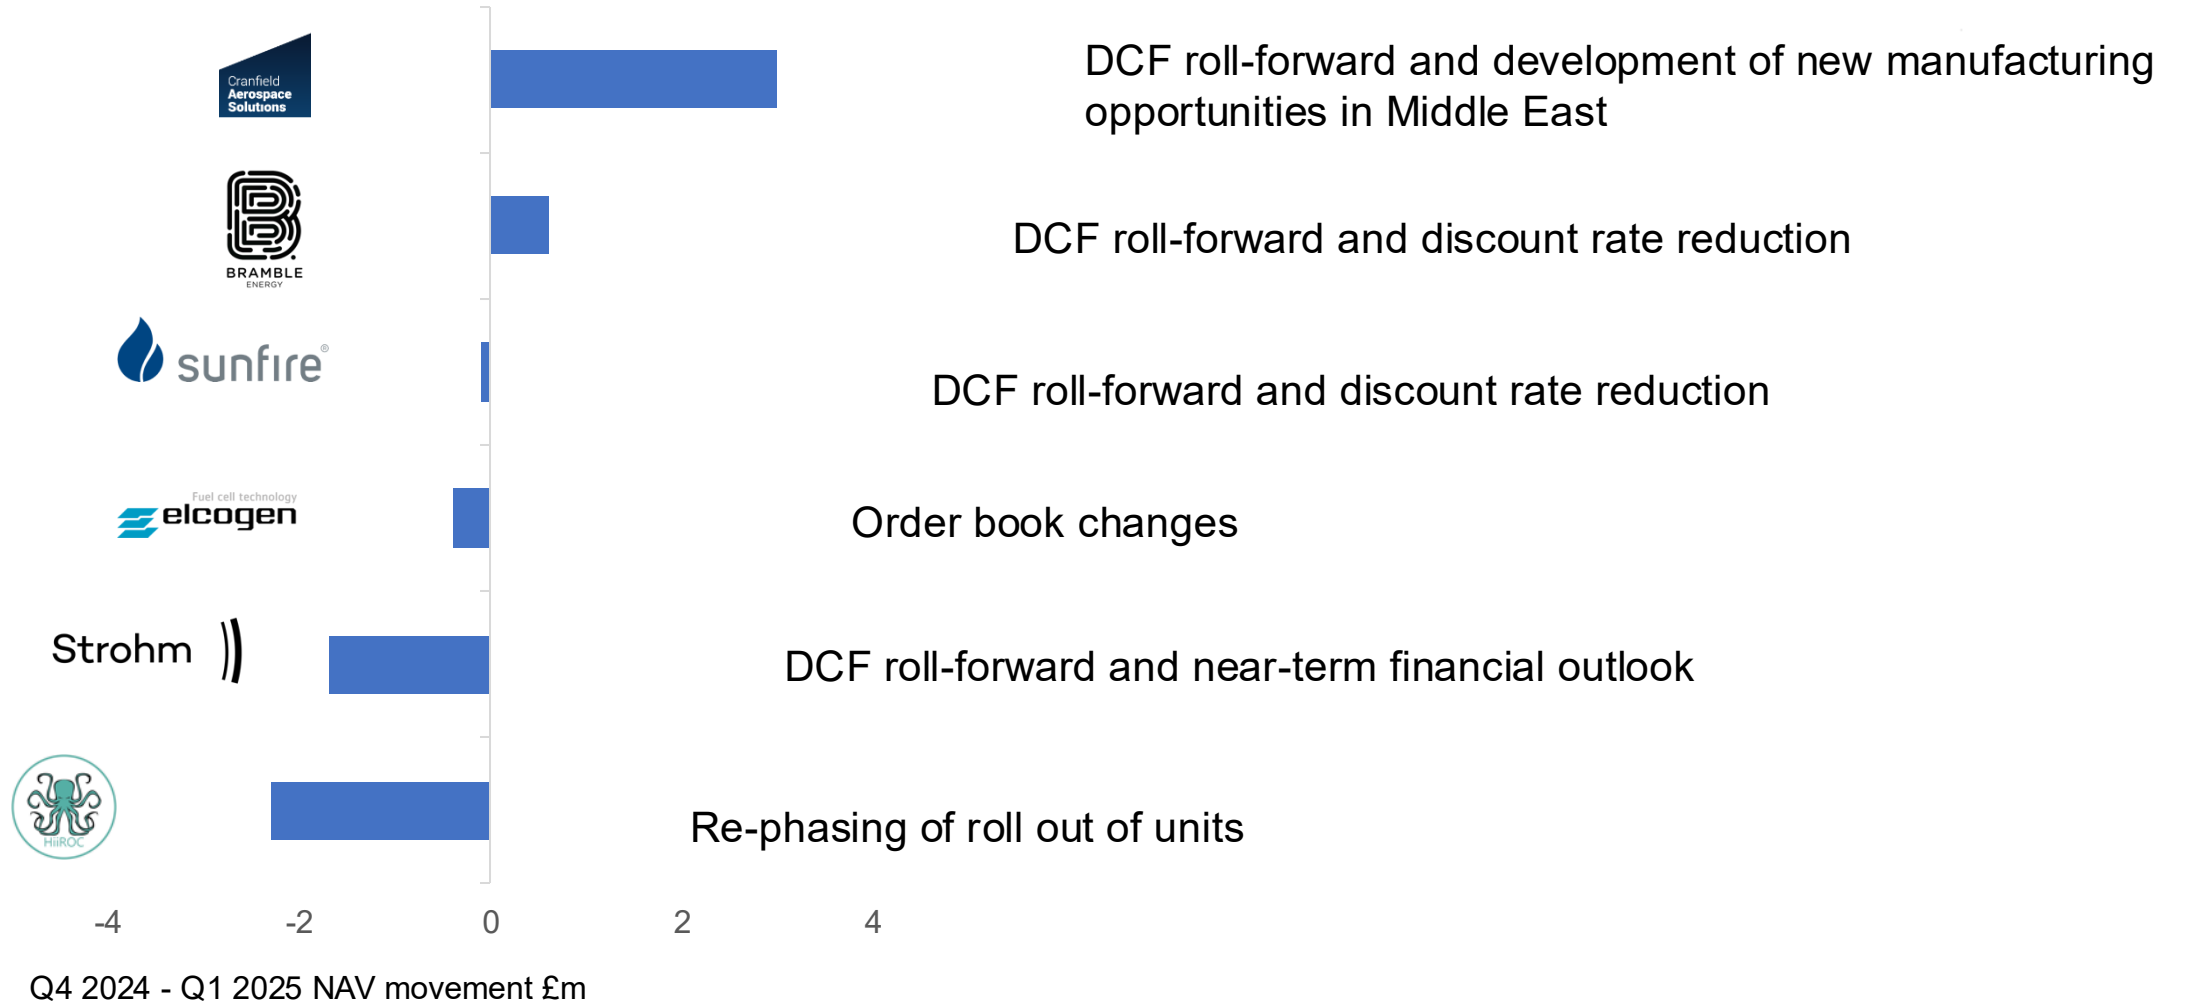 Cranfield
Aerospace
Solutions
DCF roll-forward and development of new manufacturing
opportunities in Middle East
BRAMBLE
ENERGY
DCF roll-forward and discount rate reduction
sunfire®
DCF roll-forward and discount rate reduction
Fuel cell technology
elcogen
Order book changes
Strohm
DCF roll-forward and near-term financial outlook
HiiROC
Re-phasing of roll out of units
-4 -2 0 2 4
Q4 2024 - Q1 2025 NAV movement £m